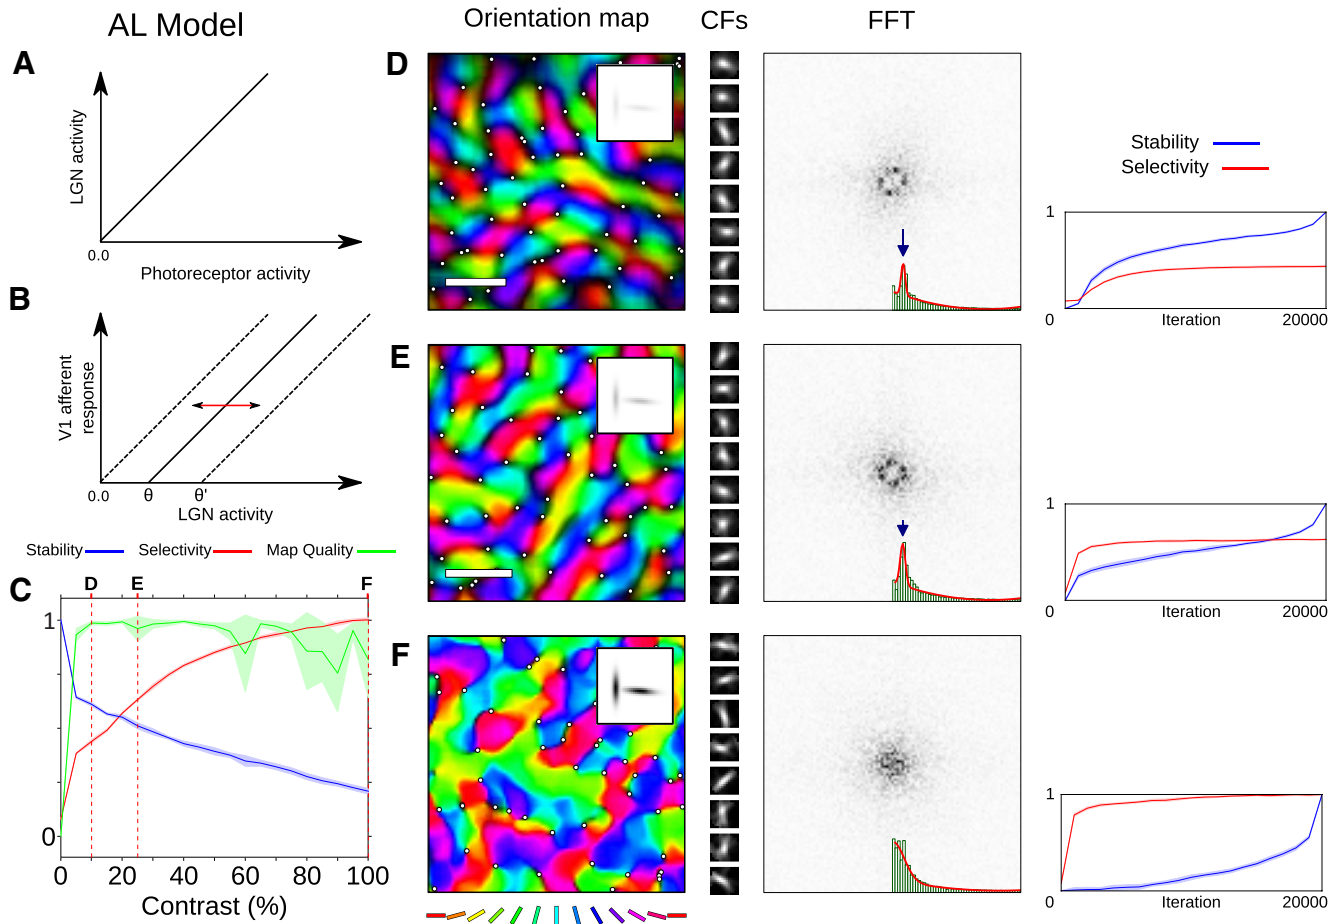 AL Model
Orientation map
CFs
FFT
A
LGN activity
0.0
Photoreceptor activity
B
V1 afferent
response
0.0
θ
θ'
LGN activity
Stability
Selectivity
Map Quality
C
D
E
F
1
0
0
20
40
60
80
100
Contrast (%)
D
Stability
Selectivity
1
0
Iteration
20000
E
1
0
Iteration
20000
F
1
0
Iteration
20000